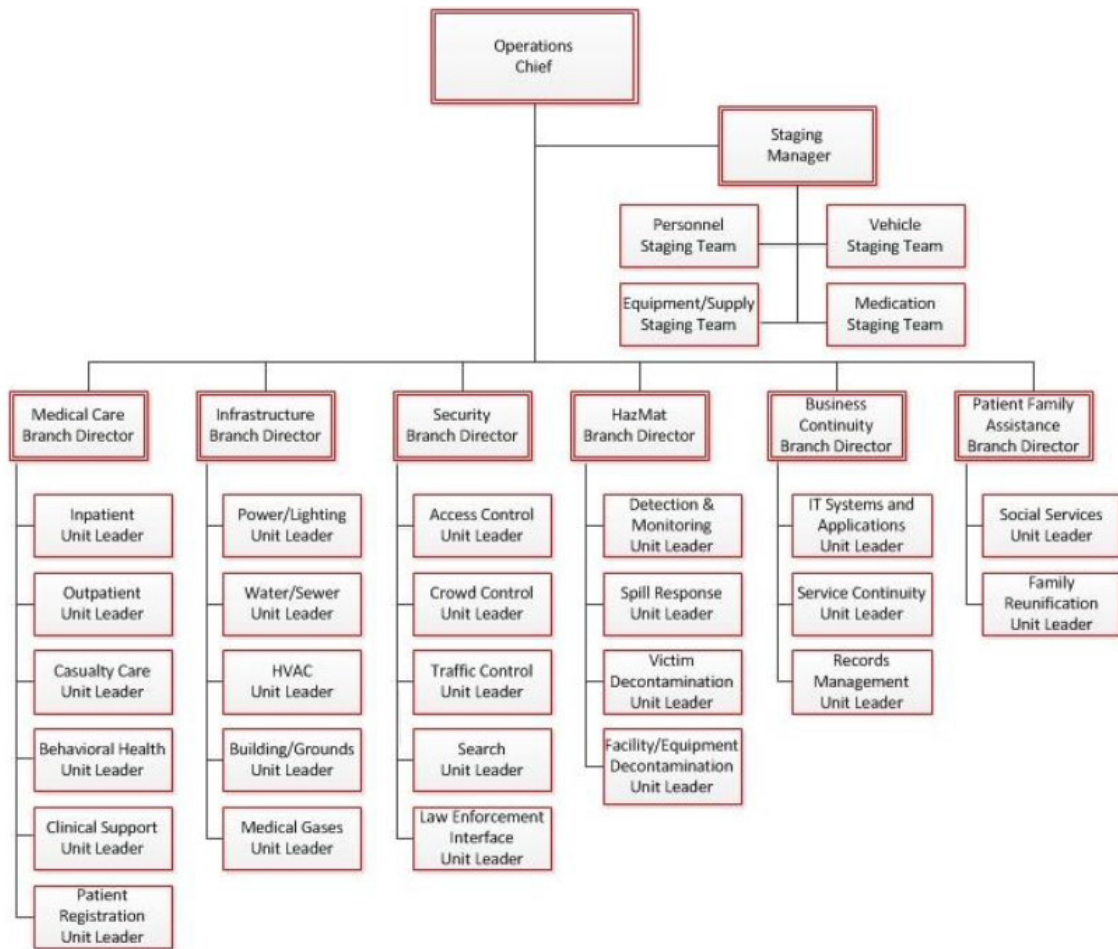 Operations
Chief
Staging
Manager
Personnel
Staging Team
Vehicle
Staging Team
Equipment/Supply
Staging Team
Medication
Staging Team
Medical Care
Branch Director
Infrastructure
Branch Director
Security
Branch Director
HazMat
Branch Director
Business
Continuity
Branch Director
Patient Family
Assistance
Branch Director
Inpatient
Unit Leader
Outpatient
Unit Leader
Casualty Care
Unit Leader
Behavioral Health
Unit Leader
Clinical Support
Unit Leader
Patient
Registration
Unit Leader
Power/Lighting
Unit Leader
Water/Sewer
Unit Leader
HVAC
Unit Leader
Building/Grounds
Unit Leader
Medical Gases
Unit Leader
Access Control
Unit Leader
Crowd Control
Unit Leader
Traffic Control
Unit Leader
Search
Unit Leader
Law Enforcement
Interface
Unit Leader
Detection &
Monitoring
Unit Leader
Spill Response
Unit Leader
Victim
Decontamination
Unit Leader
Facility/Equipment
Decontamination
Unit Leader
IT Systems and
Applications
Unit Leader
Service Continuity
Unit Leader
Records
Management
Unit Leader
Social Services
Unit Leader
Family
Reunification
Unit Leader